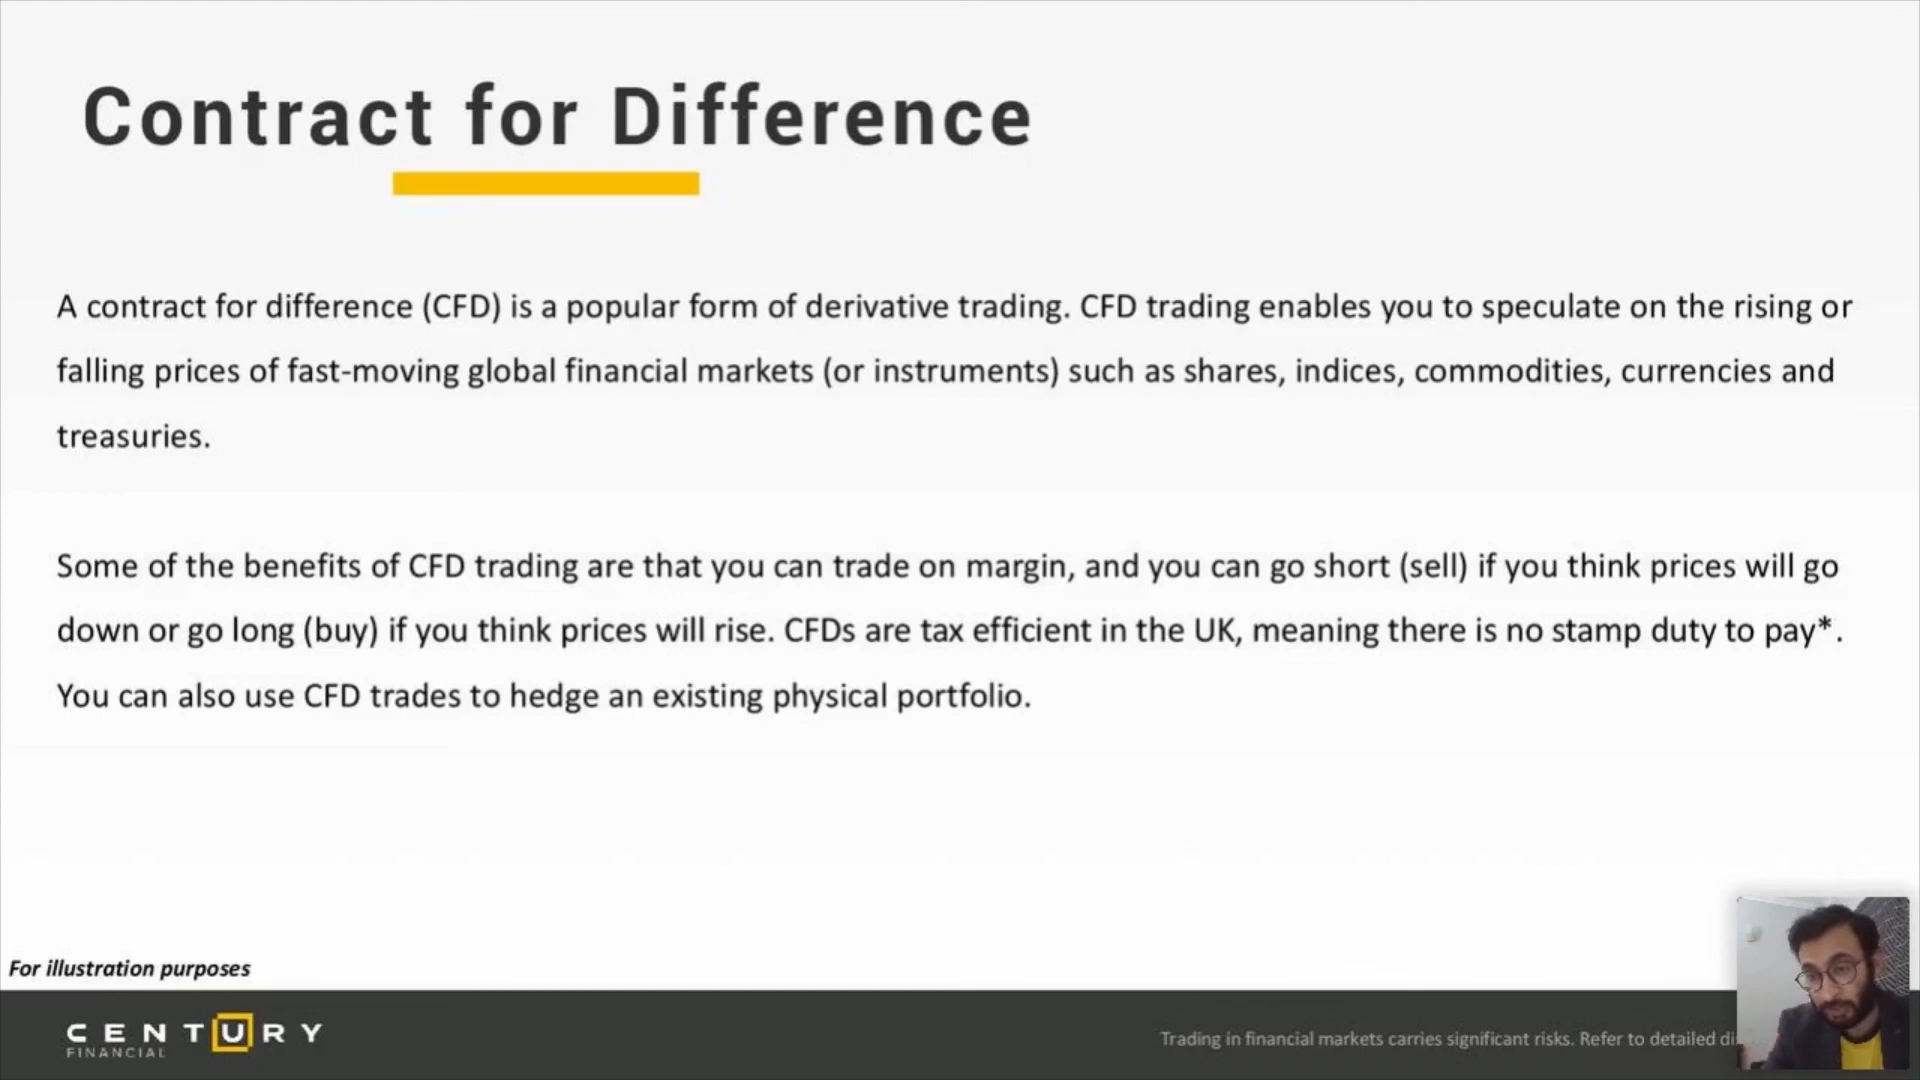 Contract for Difference
A contract for difference (CFD) is a popular form of derivative trading. CFD trading enables you to speculate on the rising or
falling prices of fast-moving global financial markets (or instruments) such as shares, indices, commodities, currencies and
treasuries.
Some of the benefits of CFD trading are that you can trade on margin, and you can go short (sell) if you think prices will go
down or go long (buy) if you think prices will rise. CFDs are tax efficient in the UK, meaning there is no stamp duty to pay*.
You can also use CFD trades to hedge an existing physical portfolio.
For illustration purposes
CENTURY
FINANCIAL
Trading in financial markets carries significant risks. Refer to detailed